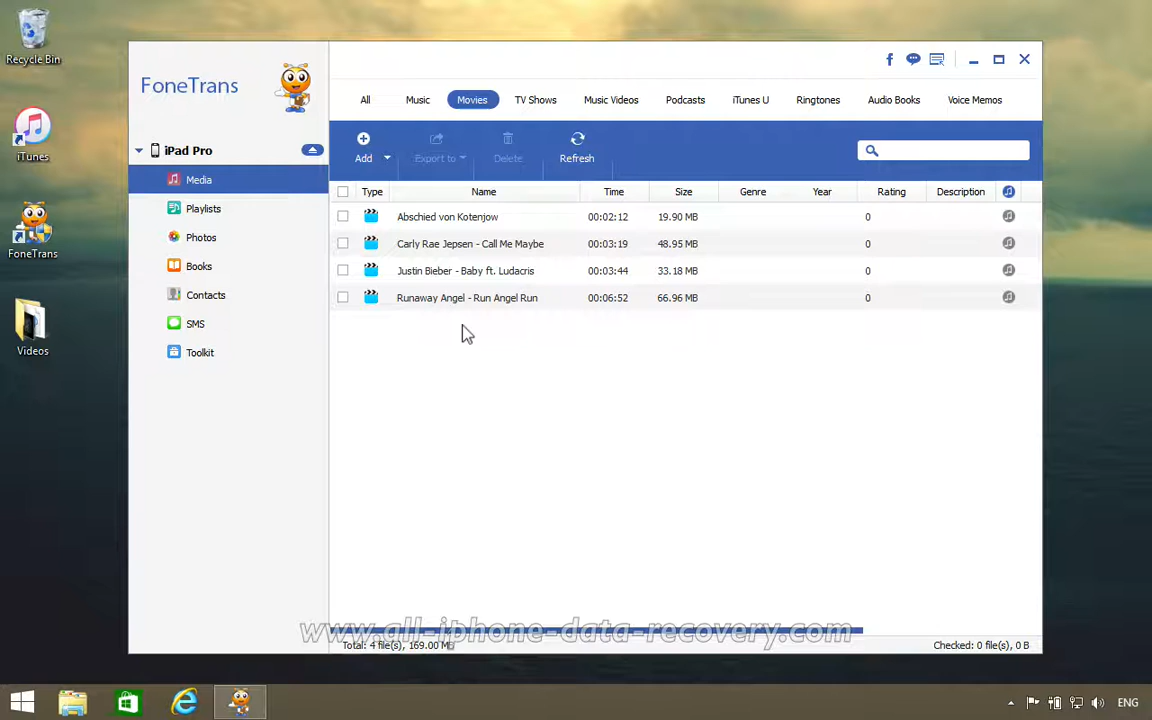 Recycle Bin
iTunes
FoneTrans
Videos
FoneTrans
iPad Pro
Media
Playlists
Photos
Books
Contacts
SMS
Toolkit
All Music Movies TV Shows Music Videos Podcasts iTunes U Ringtones Audio Books Voice Memos
Add Export to Delete Refresh
Type Name Time Size Genre Year Rating Description
Abschied von Kotenjow 00:02:12 19.90 MB 0
Carly Rae Jepsen - Call Me Maybe 00:03:19 48.95 MB 0
Justin Bieber - Baby ft. Ludacris 00:03:44 33.18 MB 0
Runaway Angel - Run Angel Run 00:06:52 66.96 MB 0
www.all-iphone-data-recovery.com
Total: 4 file(s), 169.00 MB Checked: 0 file(s), 0 B
ENG